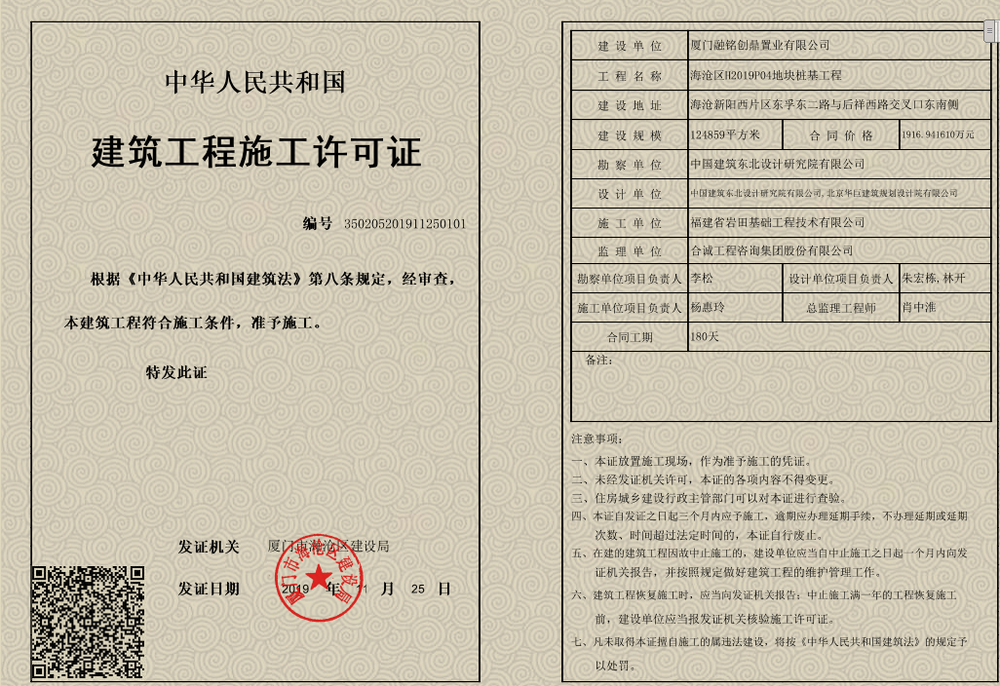 中华人民共和国
建筑工程施工许可证
编号 350205201911250101
根据《中华人民共和国建筑法》第八条规定，经审查，
本建筑工程符合施工条件，准予施工。
特发此证
发证机关 厦门市海沧区建设局
发证日期 2019 年 11 月 25 日
厦门市海沧区建设局
建设单位 厦门融铭创鼎置业有限公司
工程名称 海沧区H2019P04地块桩基工程
建设地址 海沧新阳西片区东孚东二路与后祥西路交叉口东南侧
建设规模 124859平方米 合同价格 1916.941610万元
勘察单位 中国建筑东北设计研究院有限公司
设计单位 中国建筑东北设计研究院有限公司,北京华巨建筑规划设计院有限公司
施工单位 福建省岩田基础工程技术有限公司
监理单位 合诚工程咨询集团股份有限公司
勘察单位项目负责人 李松 设计单位项目负责人 朱宏栋,林开
施工单位项目负责人 杨惠玲 总监理工程师 肖中淮
合同工期 180天
备注：
注意事项：
一、本证放置施工现场，作为准予施工的凭证。
二、未经发证机关许可，本证的各项内容不得变更。
三、住房城乡建设行政主管部门可以对本证进行查验。
四、本证自发证之日起三个月内应予施工，逾期应办理延期手续，不办理延期或延期
次数、时间超过法定时间的，本证自行废止。
五、在建的建筑工程因故中止施工的，建设单位应当自中止施工之日起一个月内向发
证机关报告，并按照规定做好建筑工程的维护管理工作。
六、建筑工程恢复施工时，应当向发证机关报告；中止施工满一年的工程恢复施工
前，建设单位应当报发证机关核验施工许可证。
七、凡未取得本证擅自施工的属违法建设，将按《中华人民共和国建筑法》的规定予
以处罚。